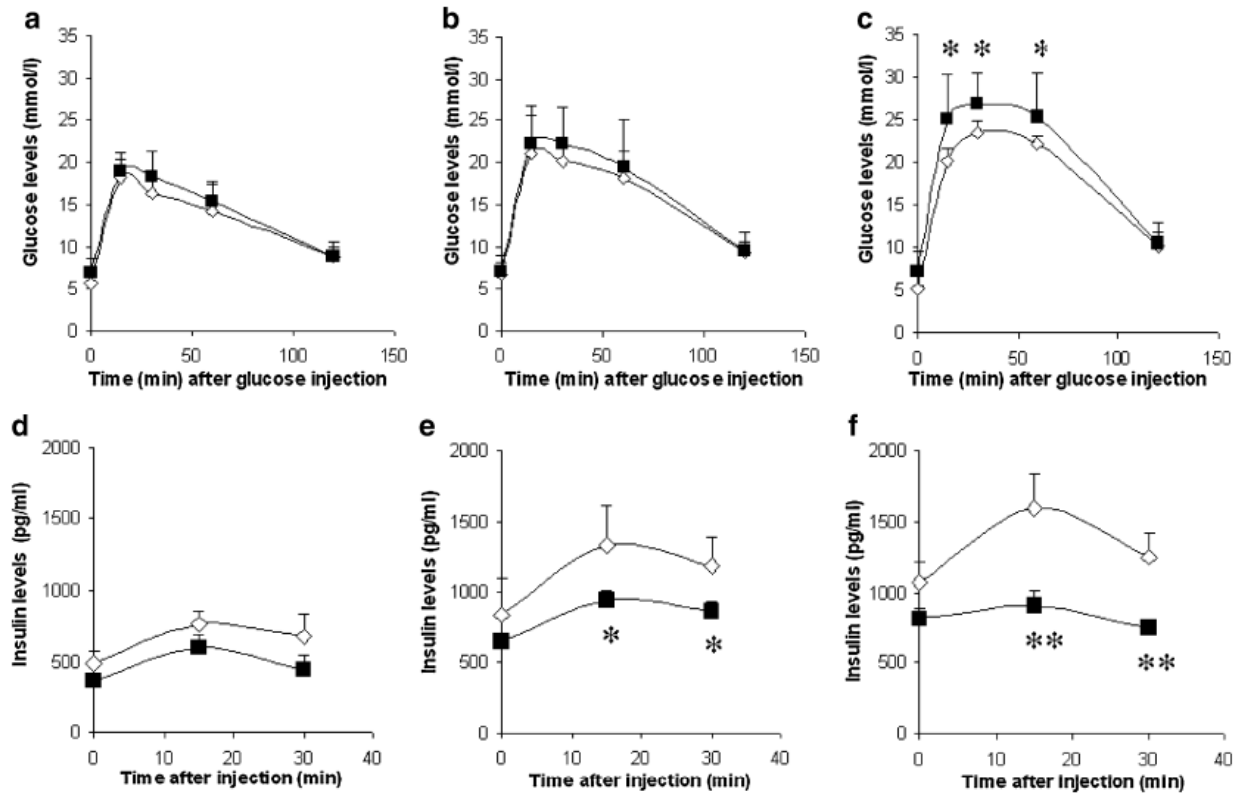 a
Glucose levels (mmol/l)
35
30
25
20
15
10
5
0
0 50 100 150
Time (min) after glucose injection
b
Glucose levels (mmol/l)
35
30
25
20
15
10
5
0
0 50 100 150
Time (min) after glucose injection
c
Glucose levels (mmol/l)
35
30
25
20
15
10
5
0
* * *
0 50 100 150
Time (min) after glucose injection
d
Insulin levels (pg/ml)
2000
1500
1000
500
0
0 10 20 30 40
Time after injection (min)
e
Insulin levels (pg/ml)
2000
1500
1000
500
0
* *
0 10 20 30 40
Time after injection (min)
f
Insulin levels (pg/ml)
2000
1500
1000
500
0
** **
0 10 20 30 40
Time after injection (min)